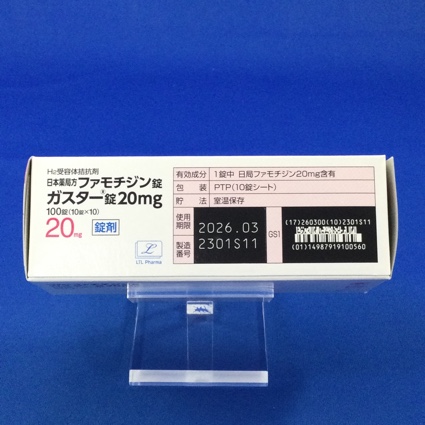 H₂受容体拮抗剤
日本薬局方 ファモチジン錠
ガスター®錠20mg
100錠(10錠×10)
20mg 錠剤
L
LTL Pharma
有効成分 1錠中 日局ファモチジン20mg含有
包装 PTP(10錠シート)
貯法 室温保存
使用期限 2026.03
製造番号 2301S11
GS1
(17)260300(10)2301S11
(01)14987919100560